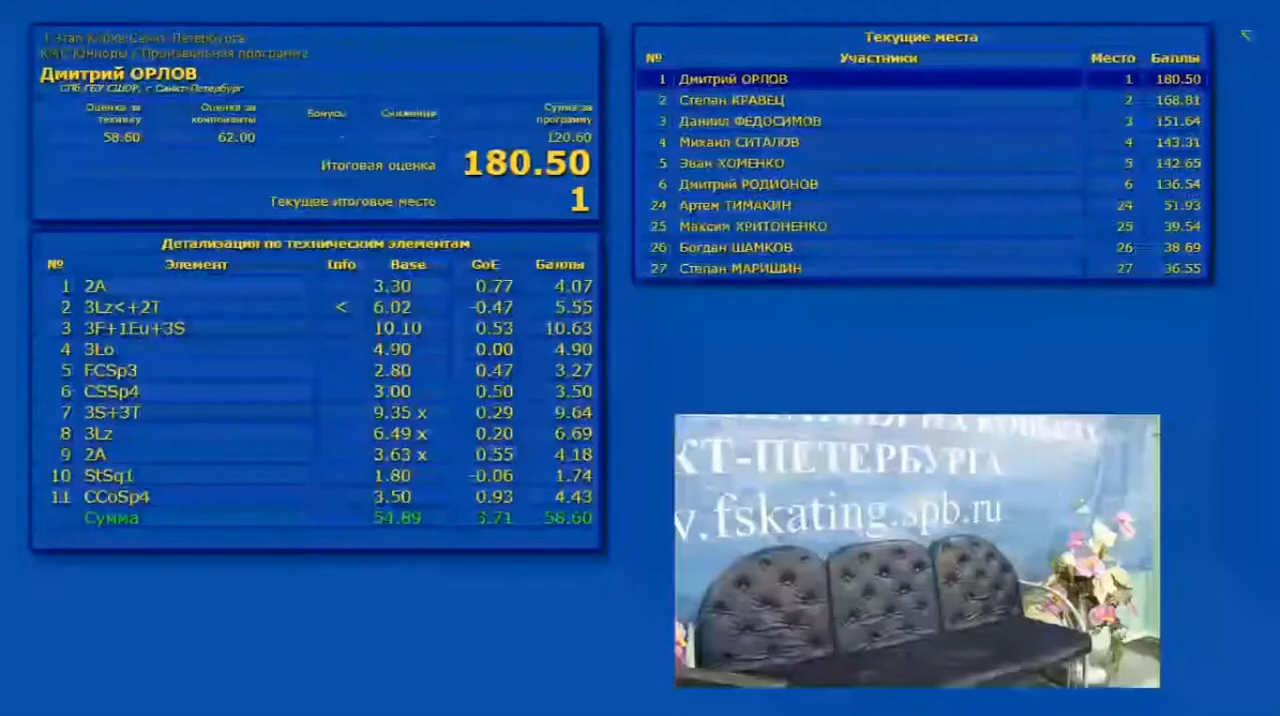 1 Этап Кубка Санкт-Петербурга
КМС Юниоры / Произвольная программа
Дмитрий ОРЛОВ
СПб ГБУ СШОР, г Санкт-Петербург
Оценка за технику Оценка за компоненты Бонусы Снижение Сумма за программу
58.60 62.00 - - 120.60
Итоговая оценка 180.50
Текущее итоговое место 1
Детализация по техническим элементам
№ Элемент Info Base GoE Баллы
1 2A 3.30 0.77 4.07
2 3Lz<+2T < 6.02 -0.47 5.55
3 3F+1Eu+3S 10.10 0.53 10.63
4 3Lo 4.90 0.00 4.90
5 FCSp3 2.80 0.47 3.27
6 CSSp4 3.00 0.50 3.50
7 3S+3T 9.35 x 0.29 9.64
8 3Lz 6.49 x 0.20 6.69
9 2A 3.63 x 0.55 4.18
10 StSq1 1.80 -0.06 1.74
11 CCoSp4 3.50 0.93 4.43
Сумма 54.89 3.71 58.60
Текущие места
№ Участники Место Баллы
1 Дмитрий ОРЛОВ 1 180.50
2 Степан КРАВЕЦ 2 168.81
3 Даниил ФЕДОСИМОВ 3 151.64
4 Михаил СИТАЛОВ 4 143.31
5 Эван ХОМЕНКО 5 142.65
6 Дмитрий РОДИОНОВ 6 136.54
24 Артем ТИМАКИН 24 51.93
25 Максим ХРИТОНЕНКО 25 39.54
26 Богдан ШАМКОВ 26 38.69
27 Степан МАРИШИН 27 36.55
КТ-ПЕТЕРБУРГА
v.fskating.spb.ru